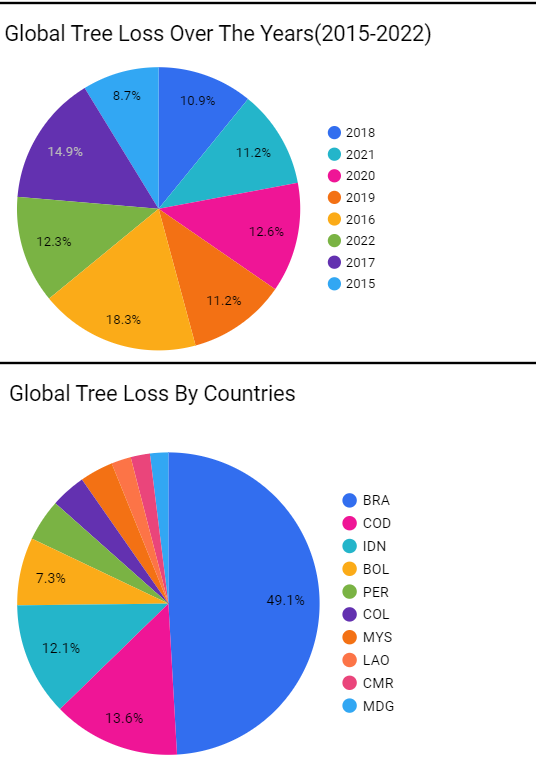 Global Tree Loss Over The Years(2015-2022)
8.7%
10.9%
14.9%
11.2%
12.3%
12.6%
18.3%
11.2%
2018
2021
2020
2019
2016
2022
2017
2015
Global Tree Loss By Countries
7.3%
49.1%
12.1%
13.6%
BRA
COD
IDN
BOL
PER
COL
MYS
LAO
CMR
MDG